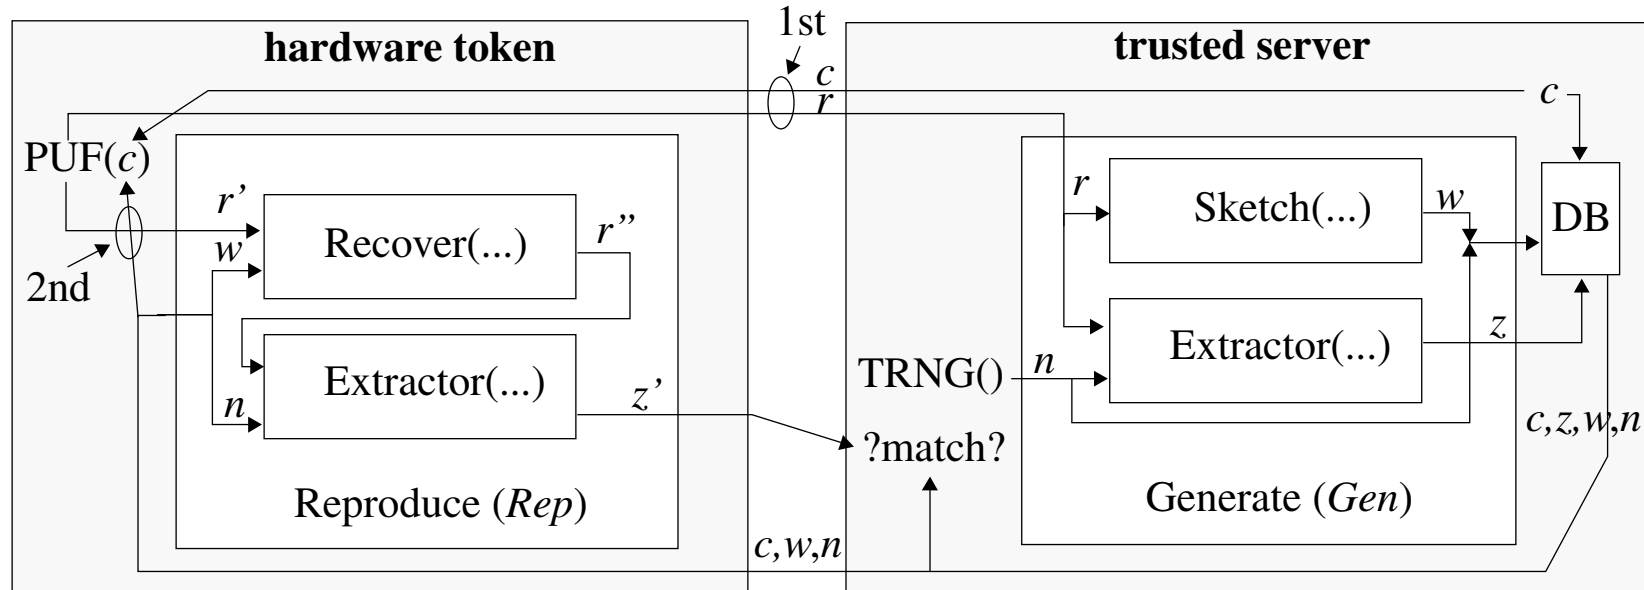 1st
hardware token
trusted server
c
r
c
PUF(c)
r’
w
Recover(...)
r”
2nd
n
Extractor(...)
z’
Reproduce (Rep)
r
Sketch(...)
w
DB
Extractor(...)
z
TRNG()
n
?match?
c,z,w,n
Generate (Gen)
c,w,n